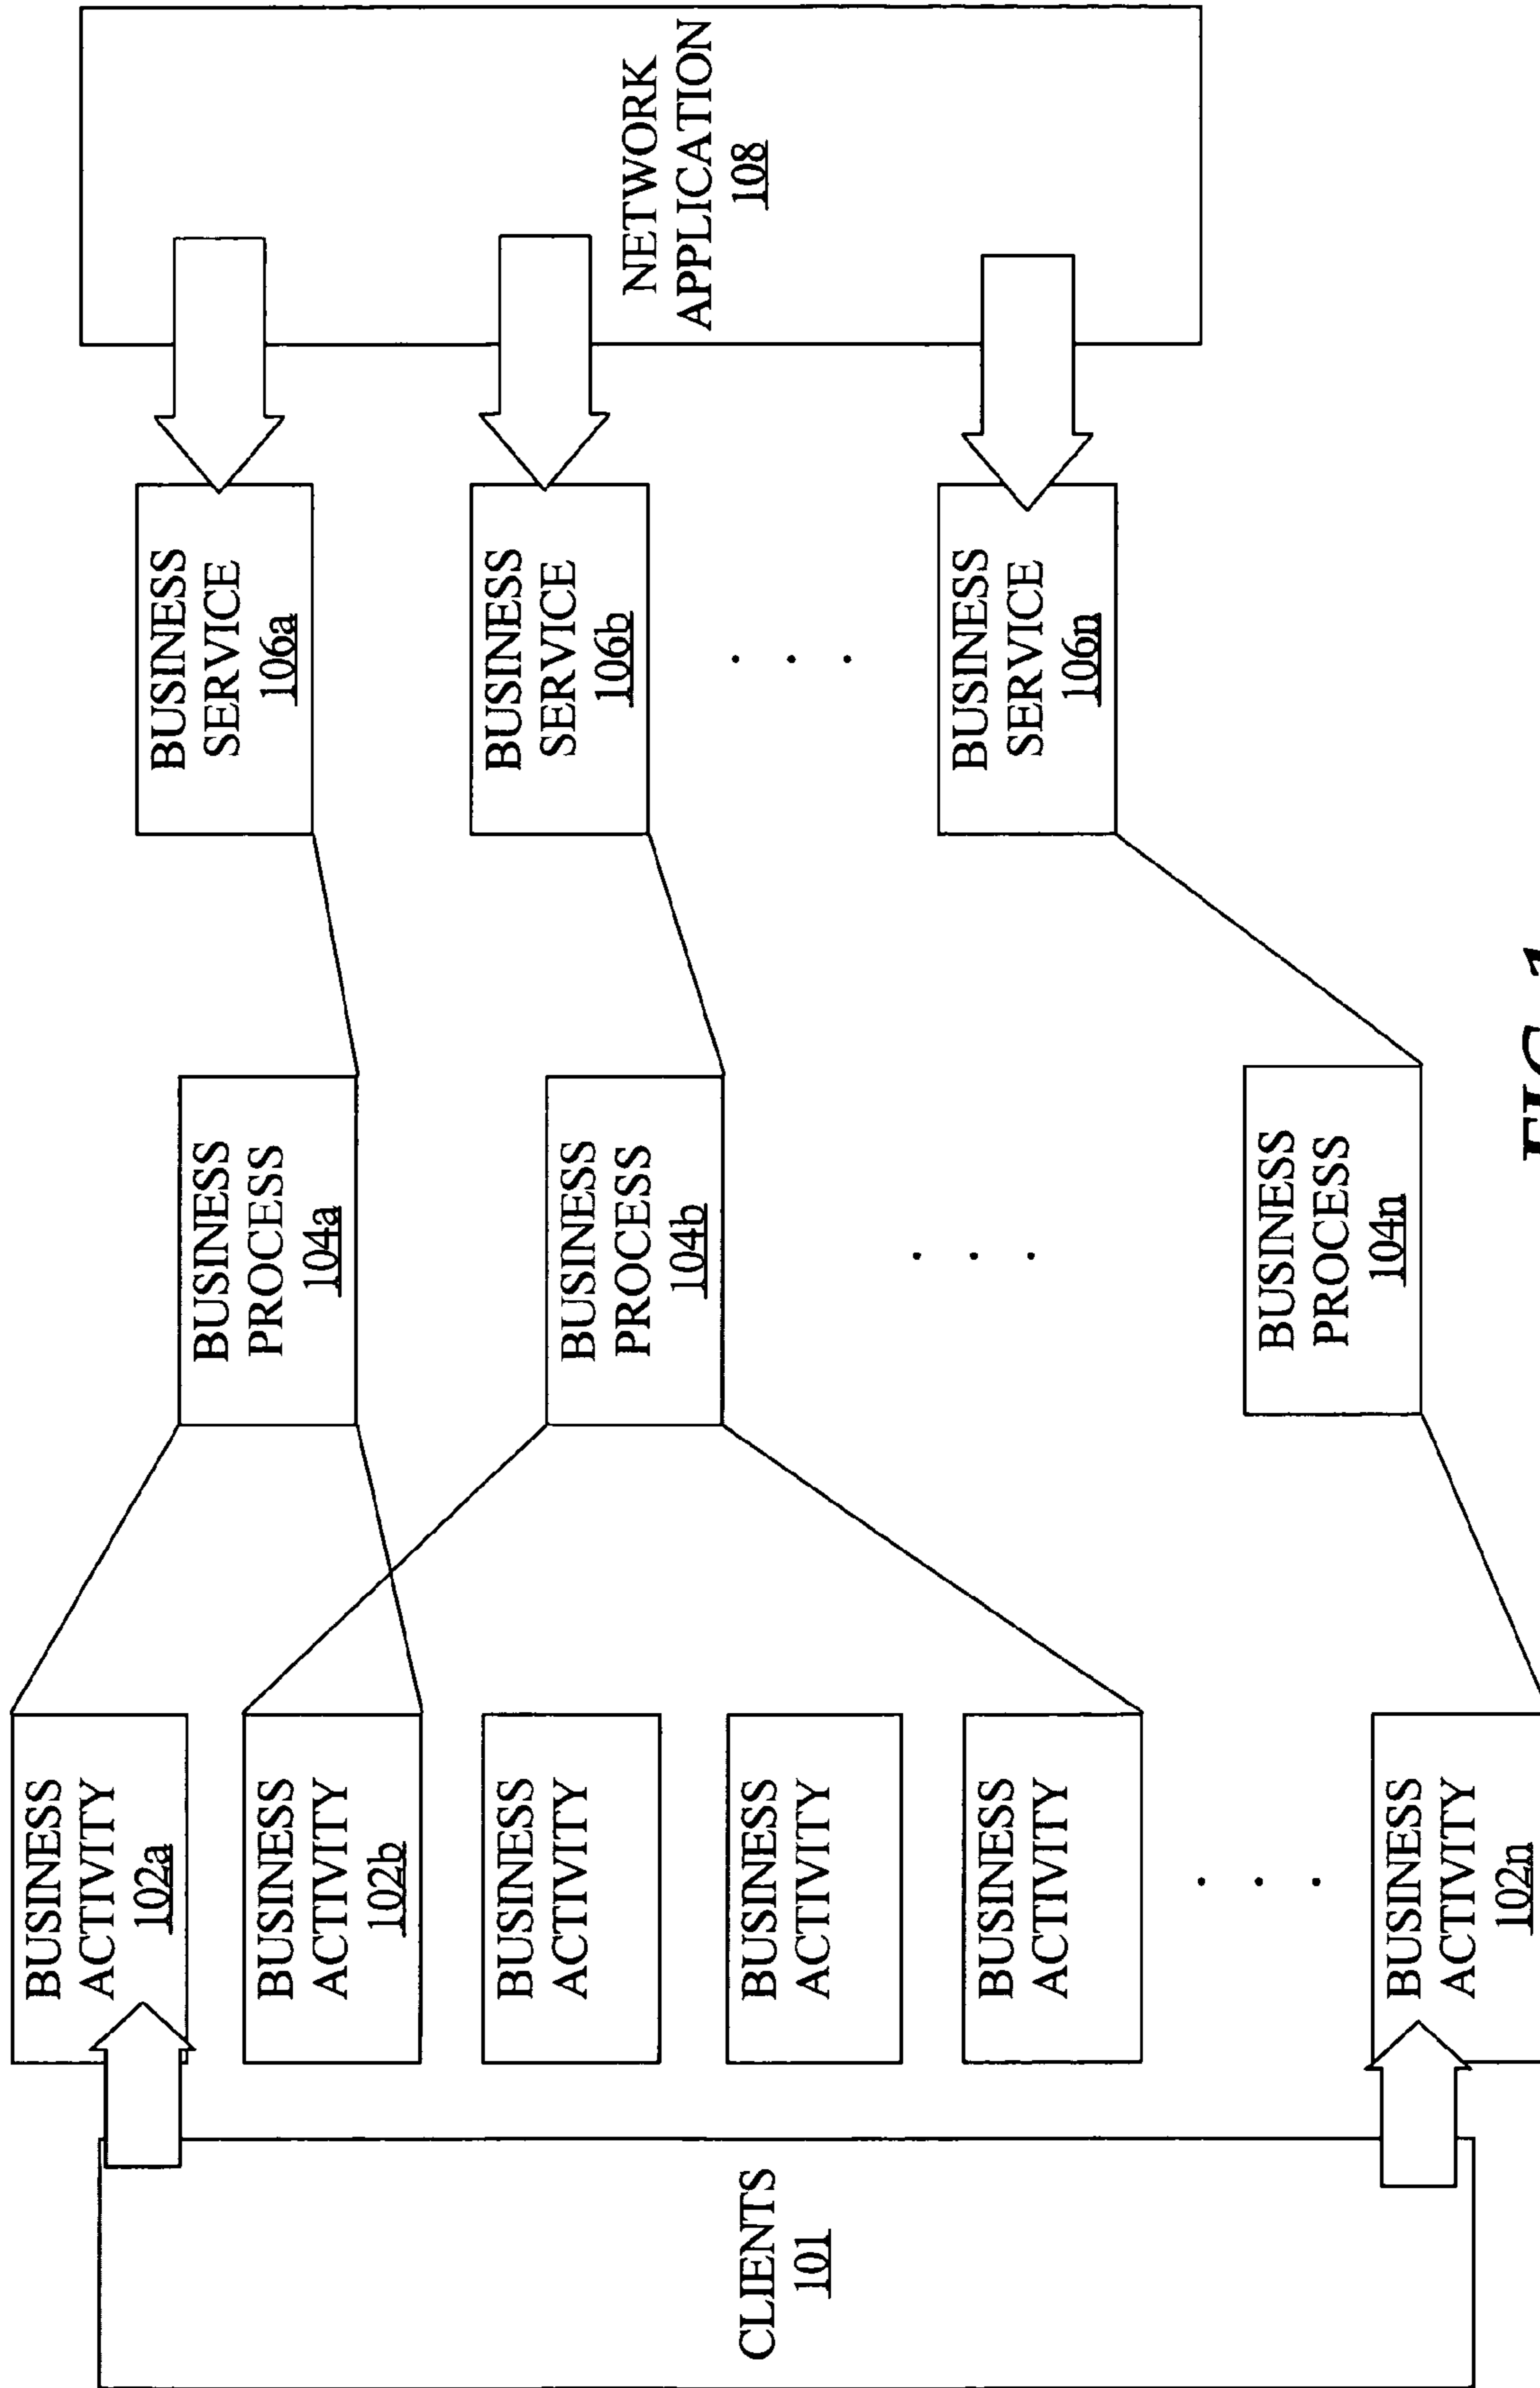 CLIENTS
101
BUSINESS
ACTIVITY
102a
BUSINESS
ACTIVITY
102b
BUSINESS
ACTIVITY
BUSINESS
ACTIVITY
BUSINESS
ACTIVITY
. . .
BUSINESS
ACTIVITY
102n
BUSINESS
PROCESS
104a
BUSINESS
PROCESS
104b
. . .
BUSINESS
PROCESS
104n
BUSINESS
SERVICE
106a
BUSINESS
SERVICE
106b
. . .
BUSINESS
SERVICE
106n
NETWORK
APPLICATION
108
FIG. 1